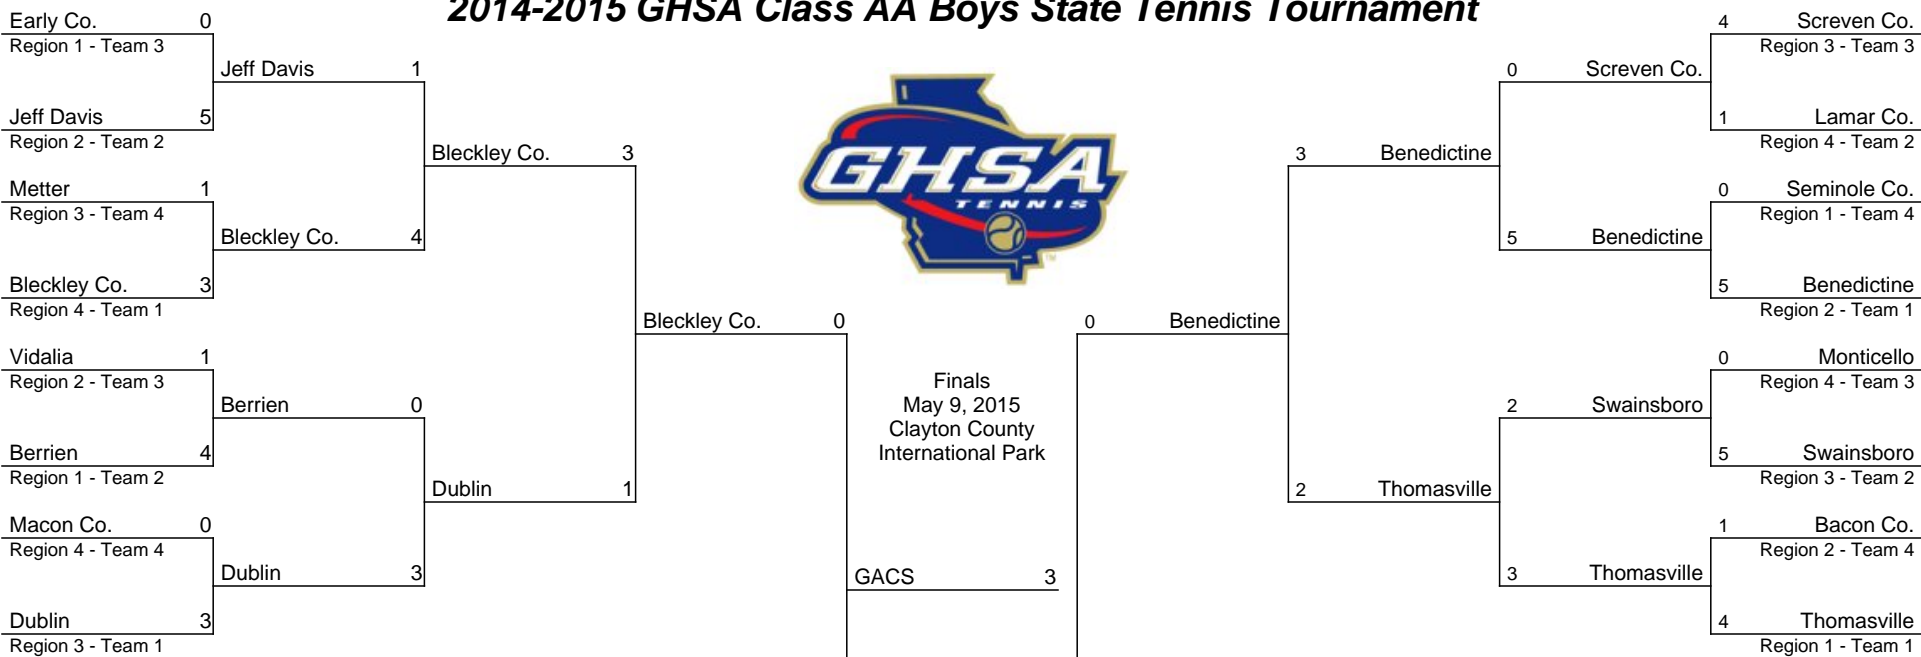 2014-2015 GHSA Class AA Boys State Tennis Tournament
Early Co. 0
Region 1 - Team 3
Jeff Davis 1
Jeff Davis 5
Region 2 - Team 2
Bleckley Co. 3
Metter 1
Region 3 - Team 4
Bleckley Co. 4
Bleckley Co. 3
Region 4 - Team 1
Bleckley Co. 0
Vidalia 1
Region 2 - Team 3
Berrien 0
Berrien 4
Region 1 - Team 2
Dublin 1
Macon Co. 0
Region 4 - Team 4
Dublin 3
Dublin 3
Region 3 - Team 1
GHSA
TENNIS
TM
Finals
May 9, 2015
Clayton County
International Park
GACS 3
4 Screven Co.
Region 3 - Team 3
0 Screven Co.
1 Lamar Co.
Region 4 - Team 2
3 Benedictine
0 Seminole Co.
Region 1 - Team 4
5 Benedictine
5 Benedictine
Region 2 - Team 1
0 Benedictine
0 Monticello
Region 4 - Team 3
2 Swainsboro
5 Swainsboro
Region 3 - Team 2
2 Thomasville
1 Bacon Co.
Region 2 - Team 4
3 Thomasville
4 Thomasville
Region 1 - Team 1